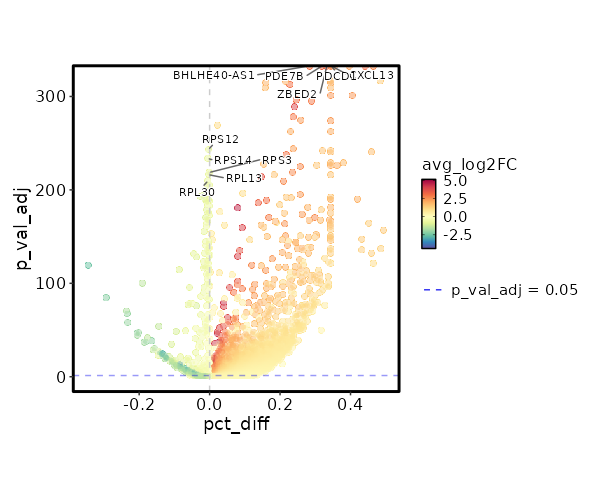 BHLHE40-AS1
PDE7B
PDCD1
CXCL13
ZBED2
RPS12
RPS14
RPS3
RPL13
RPL30
300
200
100
0
p_val_adj
-0.2
0.0
0.2
0.4
pct_diff
avg_log2FC
5.0
2.5
0.0
-2.5
p_val_adj = 0.05